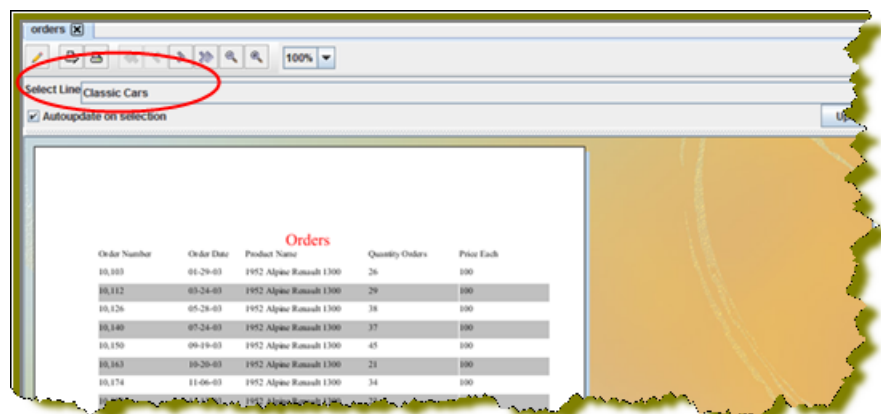 orders
100%
Select Line Classic Cars
Autoupdate on selection
Orders
Order Number Order Date Product Name Quantity Orders Price Each
10,103 01-29-03 1952 Alpine Renault 1300 26 100
10,112 03-24-03 1952 Alpine Renault 1300 29 100
10,126 05-28-03 1952 Alpine Renault 1300 38 100
10,140 07-24-03 1952 Alpine Renault 1300 37 100
10,150 09-19-03 1952 Alpine Renault 1300 45 100
10,163 10-20-03 1952 Alpine Renault 1300 21 100
10,174 11-06-03 1952 Alpine Renault 1300 34 100